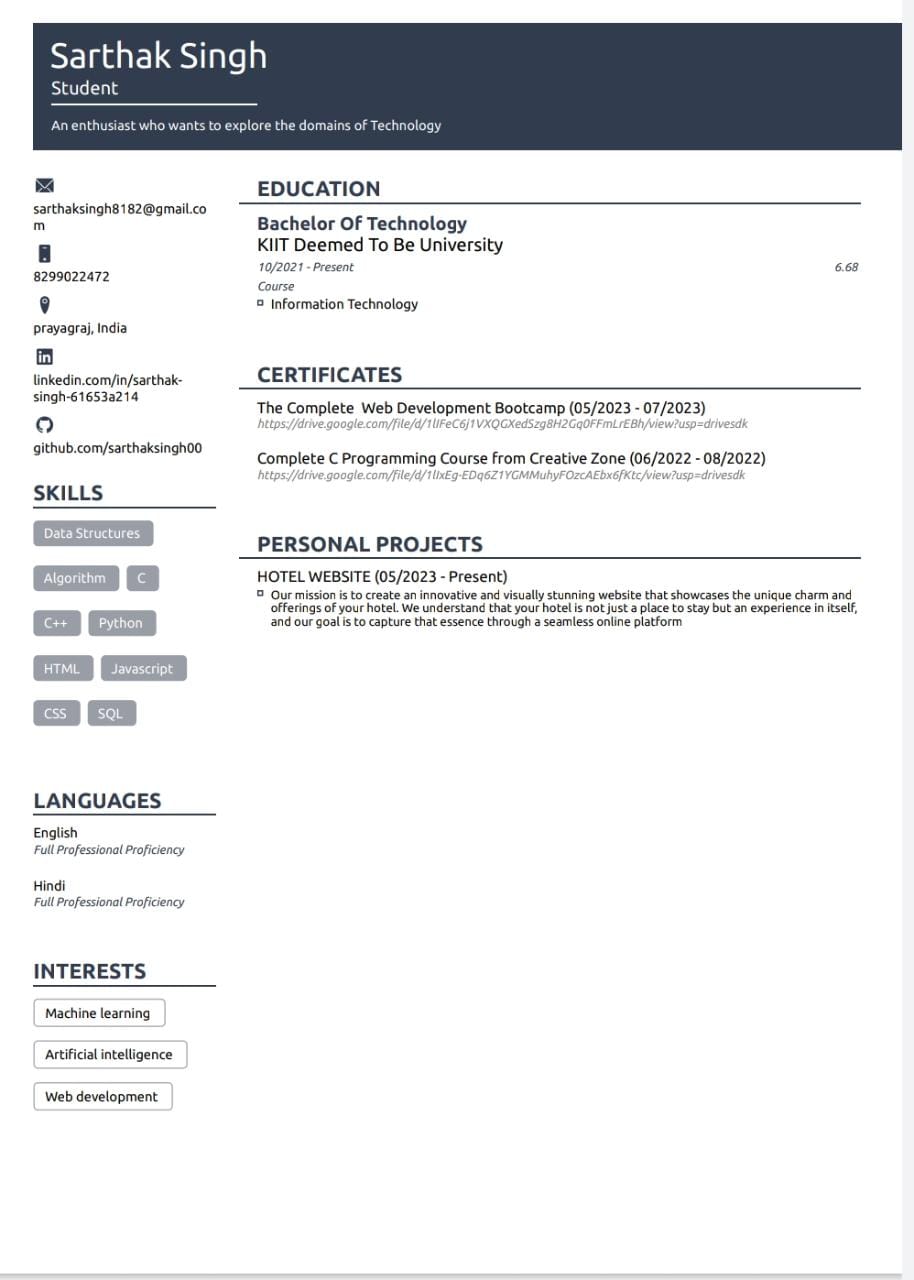 Sarthak Singh
Student
An enthusiast who wants to explore the domains of Technology
sarthaksingh8182@gmail.co
m
8299022472
prayagraj, India
linkedin.com/in/sarthak-
singh-61653a214
github.com/sarthaksingh00
SKILLS
Data Structures
Algorithm C
C++ Python
HTML Javascript
CSS SQL
LANGUAGES
English
Full Professional Proficiency
Hindi
Full Professional Proficiency
INTERESTS
Machine learning
Artificial intelligence
Web development
EDUCATION
Bachelor Of Technology
KIIT Deemed To Be University
10/2021 - Present 6.68
Course
Information Technology
CERTIFICATES
The Complete Web Development Bootcamp (05/2023 - 07/2023)
https://drive.google.com/file/d/1lIFeC6J1VXQGXedSzg8H2Gq0FFmLrEBh/view?usp=drivesdk
Complete C Programming Course from Creative Zone (06/2022 - 08/2022)
https://drive.google.com/file/d/1lIxEg-EDq6Z1YGMMuhyFOzcAEbx6fKtc/view?usp=drivesdk
PERSONAL PROJECTS
HOTEL WEBSITE (05/2023 - Present)
Our mission is to create an innovative and visually stunning website that showcases the unique charm and
offerings of your hotel. We understand that your hotel is not just a place to stay but an experience in itself,
and our goal is to capture that essence through a seamless online platform